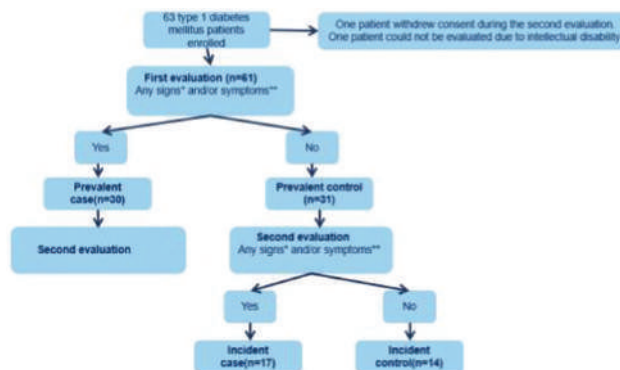 63 type 1 diabetes
mellitus patients
enrolled
One patient withdrew consent during the second evaluation.
One patient could not be evaluated due to intellectual disability
First evaluation (n=61)
Any signs* and/or symptoms**
Yes
No
Prevalent
case(n=30)
Prevalent control
(n=31)
Second evaluation
Second evaluation
Any signs* and/or symptoms**
Yes
No
Incident
case(n=17)
Incident
control(n=14)